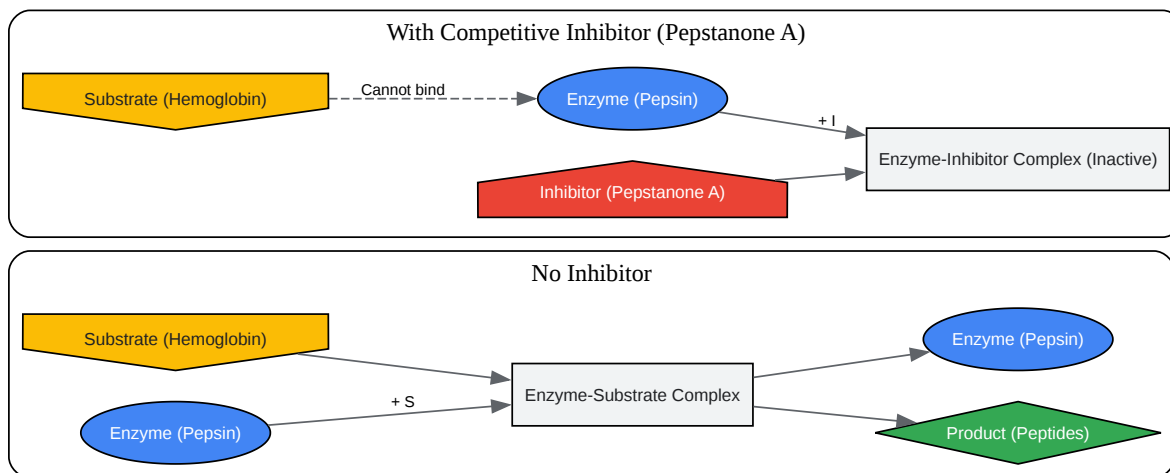 With Competitive Inhibitor (Pepstanone A)
Substrate (Hemoglobin)
Cannot bind
Enzyme (Pepsin)
+ I
Enzyme-Inhibitor Complex (Inactive)
Inhibitor (Pepstanone A)
No Inhibitor
Substrate (Hemoglobin)
Enzyme (Pepsin)
+ S
Enzyme-Substrate Complex
Enzyme (Pepsin)
Product (Peptides)